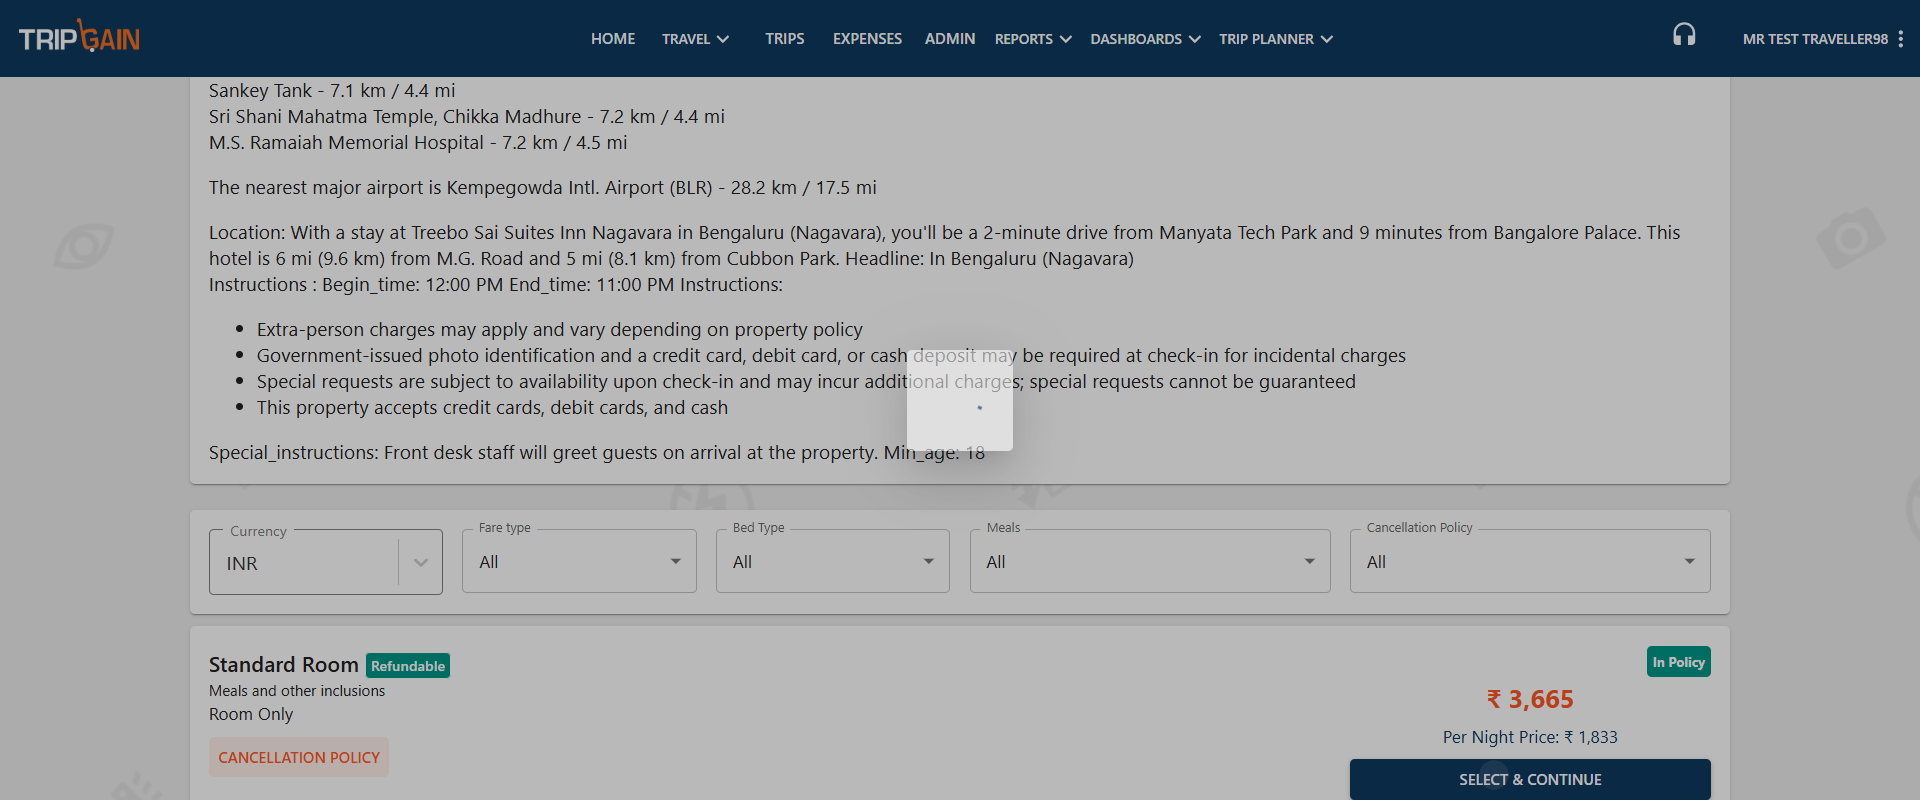 TRIPGAIN
HOME TRAVEL TRIPS EXPENSES ADMIN REPORTS DASHBOARDS TRIP PLANNER MR TEST TRAVELLER98
Sankey Tank - 7.1 km / 4.4 mi
Sri Shani Mahatma Temple, Chikka Madhure - 7.2 km / 4.4 mi
M.S. Ramaiah Memorial Hospital - 7.2 km / 4.5 mi
The nearest major airport is Kempegowda Intl. Airport (BLR) - 28.2 km / 17.5 mi
Location: With a stay at Treebo Sai Suites Inn Nagavara in Bengaluru (Nagavara), you'll be a 2-minute drive from Manyata Tech Park and 9 minutes from Bangalore Palace. This
hotel is 6 mi (9.6 km) from M.G. Road and 5 mi (8.1 km) from Cubbon Park. Headline: In Bengaluru (Nagavara)
Instructions : Begin_time: 12:00 PM End_time: 11:00 PM Instructions:
• Extra-person charges may apply and vary depending on property policy
• Government-issued photo identification and a credit card, debit card, or cash deposit may be required at check-in for incidental charges
• Special requests are subject to availability upon check-in and may incur additional charges; special requests cannot be guaranteed
• This property accepts credit cards, debit cards, and cash
Special_instructions: Front desk staff will greet guests on arrival at the property. Min_age: 18
Currency Fare type Bed Type Meals Cancellation Policy
INR All All All All
Standard Room Refundable In Policy
Meals and other inclusions
Room Only
₹ 3,665
Per Night Price: ₹ 1,833
CANCELLATION POLICY
SELECT & CONTINUE